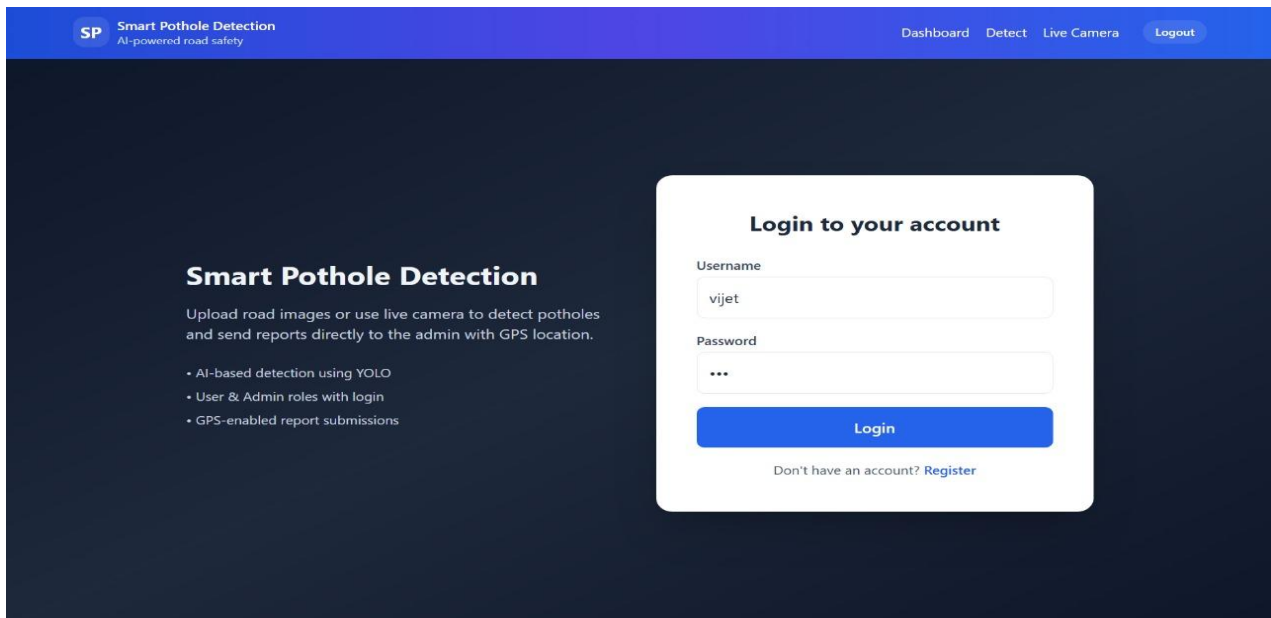 SP
Smart Pothole Detection
AI-powered road safety
Dashboard Detect Live Camera Logout
Smart Pothole Detection
Upload road images or use live camera to detect potholes
and send reports directly to the admin with GPS location.
• AI-based detection using YOLO
• User & Admin roles with login
• GPS-enabled report submissions
Login to your account
Username
vijet
Password
•••
Login
Don't have an account? Register